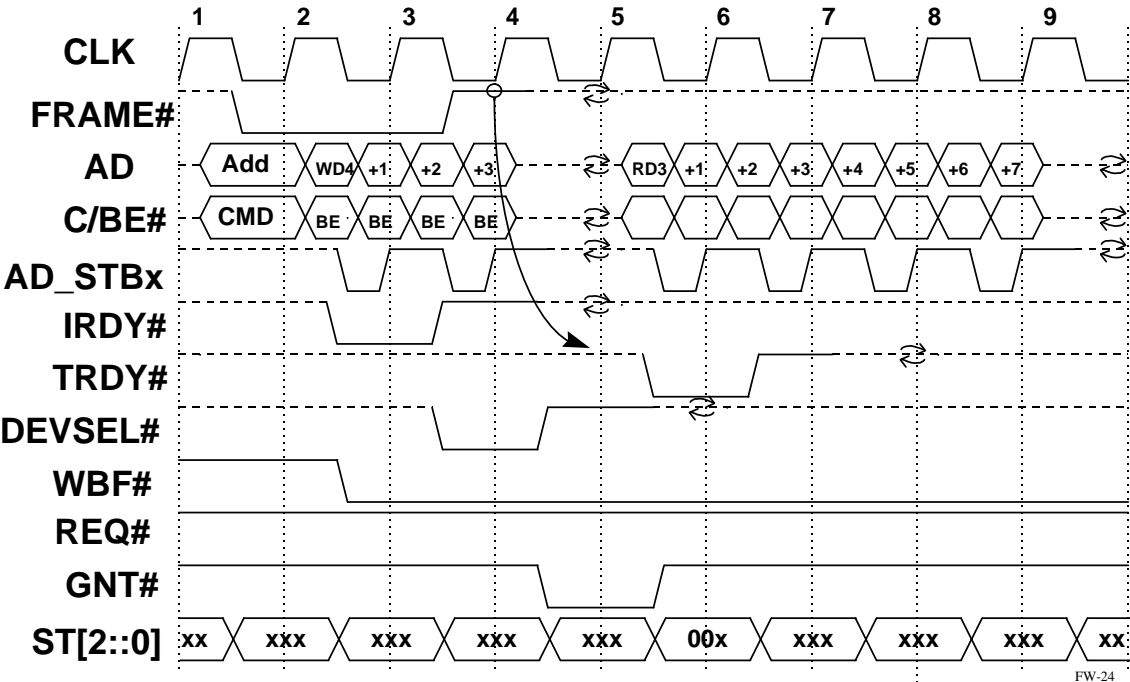 1 2 3 4 5 6 7 8 9
CLK
FRAME#
AD Add WD4 +1 +2 +3 RD3 +1 +2 +3 +4 +5 +6 +7
C/BE# CMD BE BE BE BE
AD_STBx
IRDY#
TRDY#
DEVSEL#
WBF#
REQ#
GNT#
ST[2::0] xx xxx xxx xxx xxx 00x xxx xxx xxx xx
FW-24